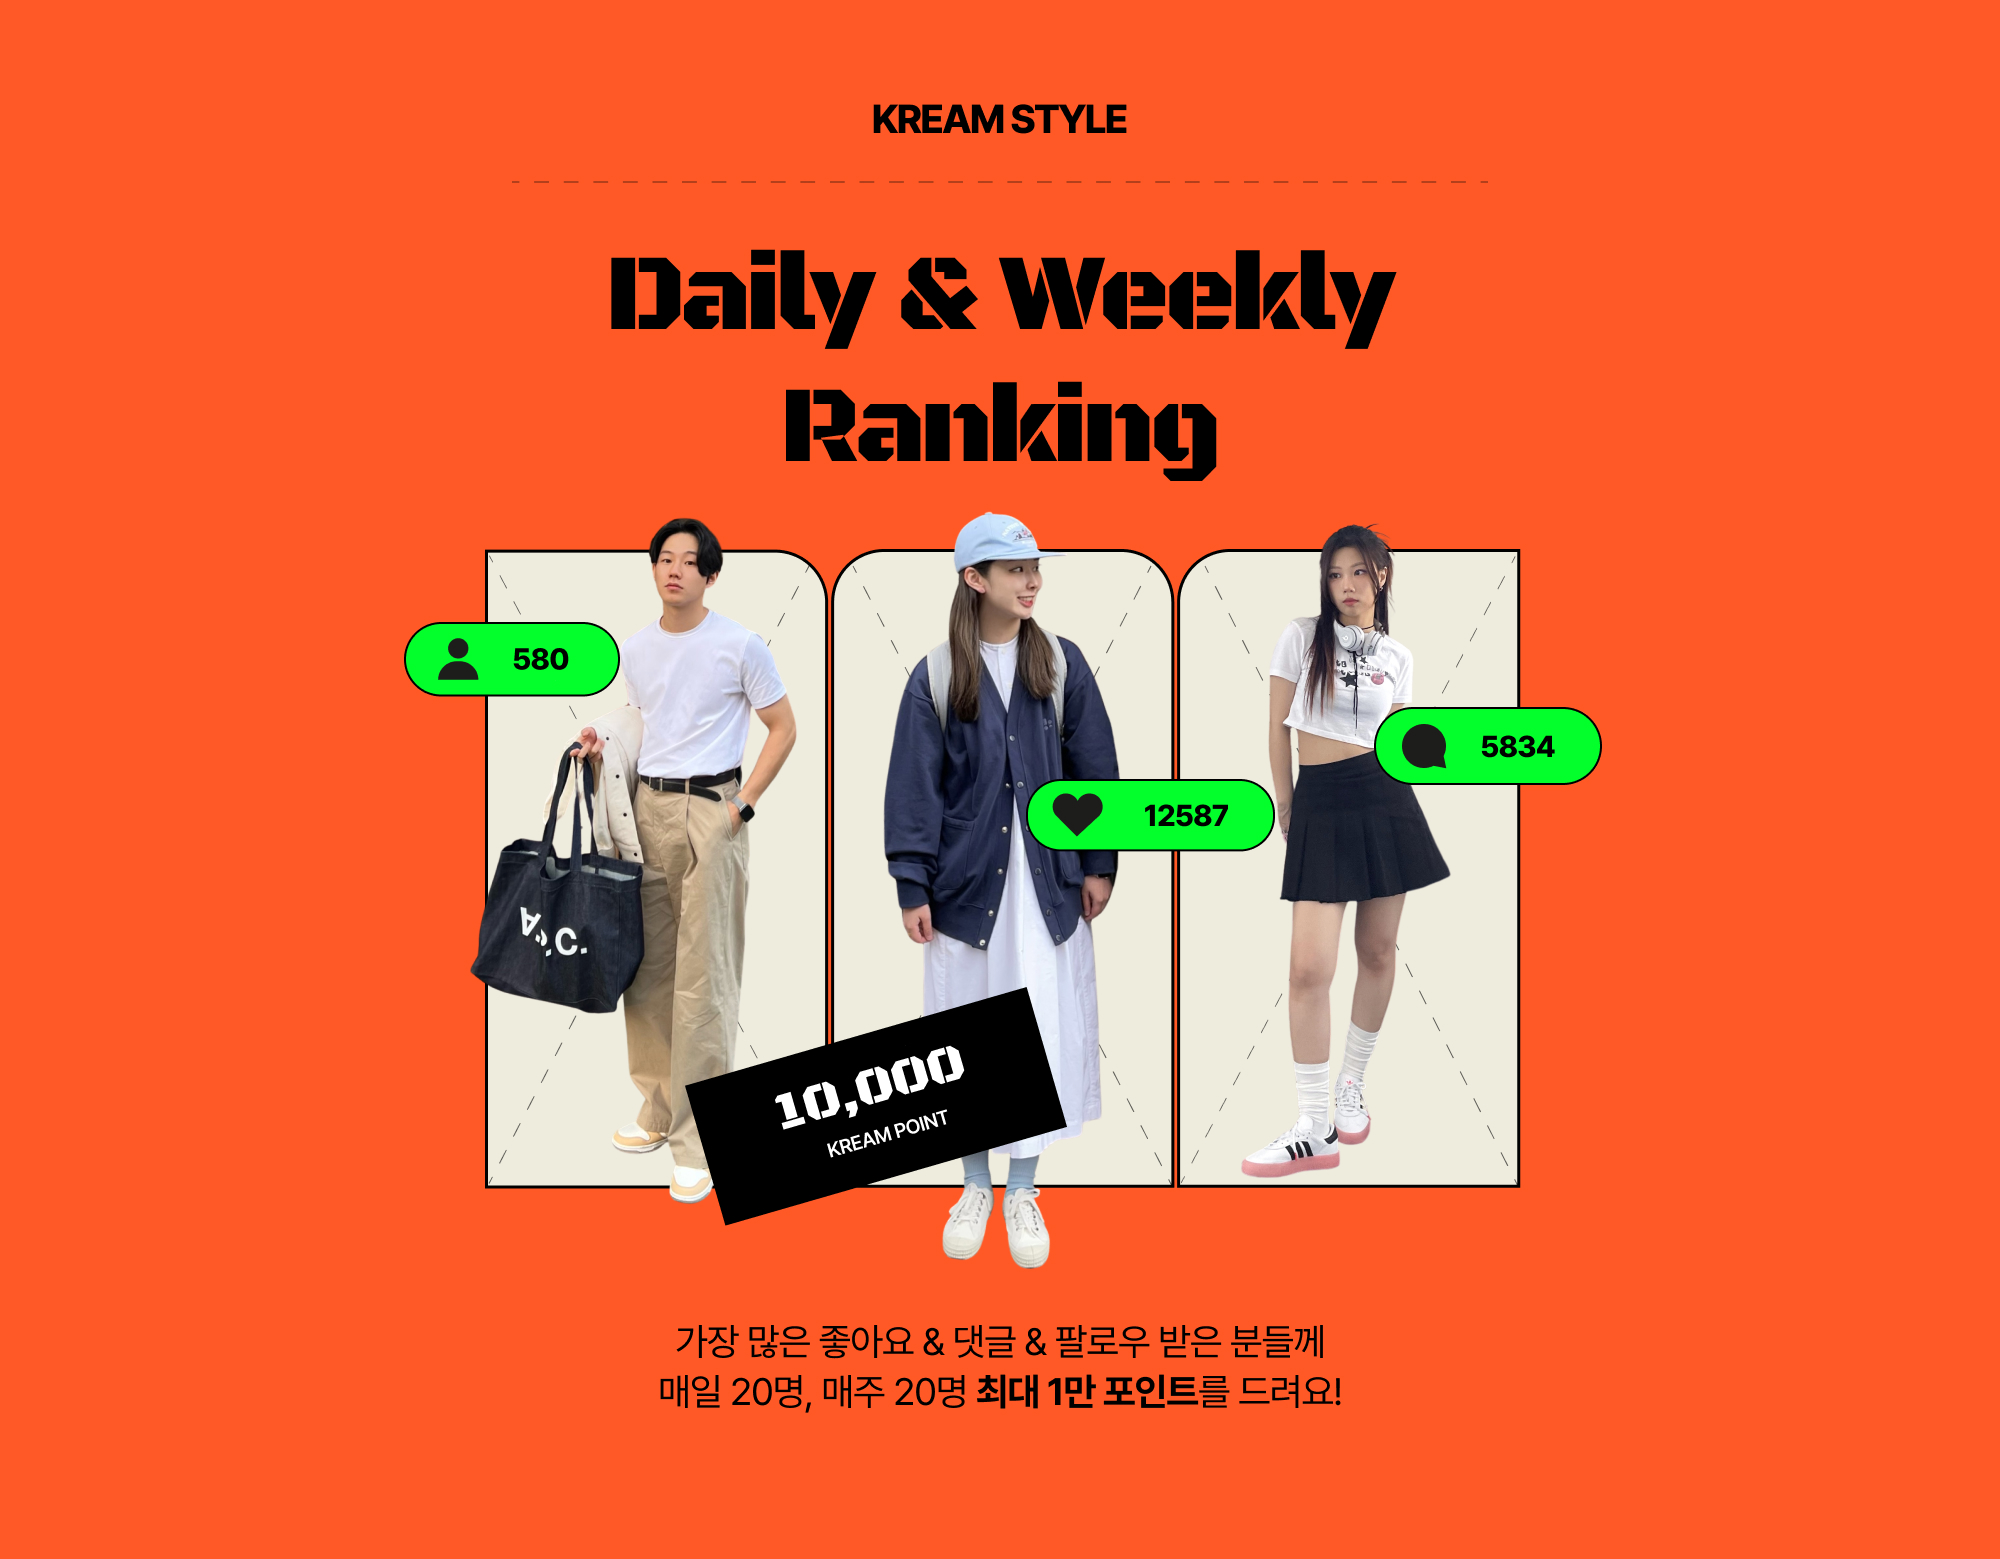 KREAM STYLE
Daily & Weekly
Ranking
580
5834
12587
A.P.C.
10,000
KREAM POINT
가장 많은 좋아요 & 댓글 & 팔로우 받은 분들께
매일 20명, 매주 20명 최대 1만 포인트를 드려요!